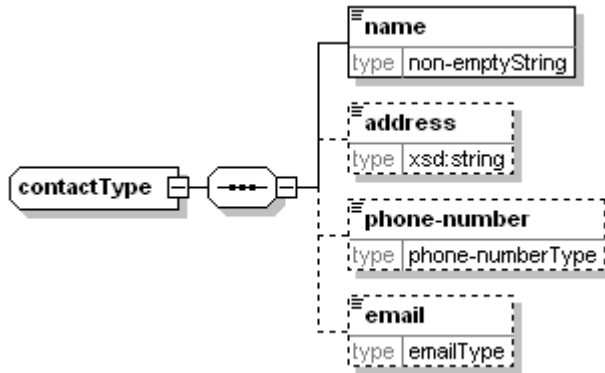 name
type non-emptyString
address
type xsd:string
contactType
phone-number
type phone-numberType
email
type emailType